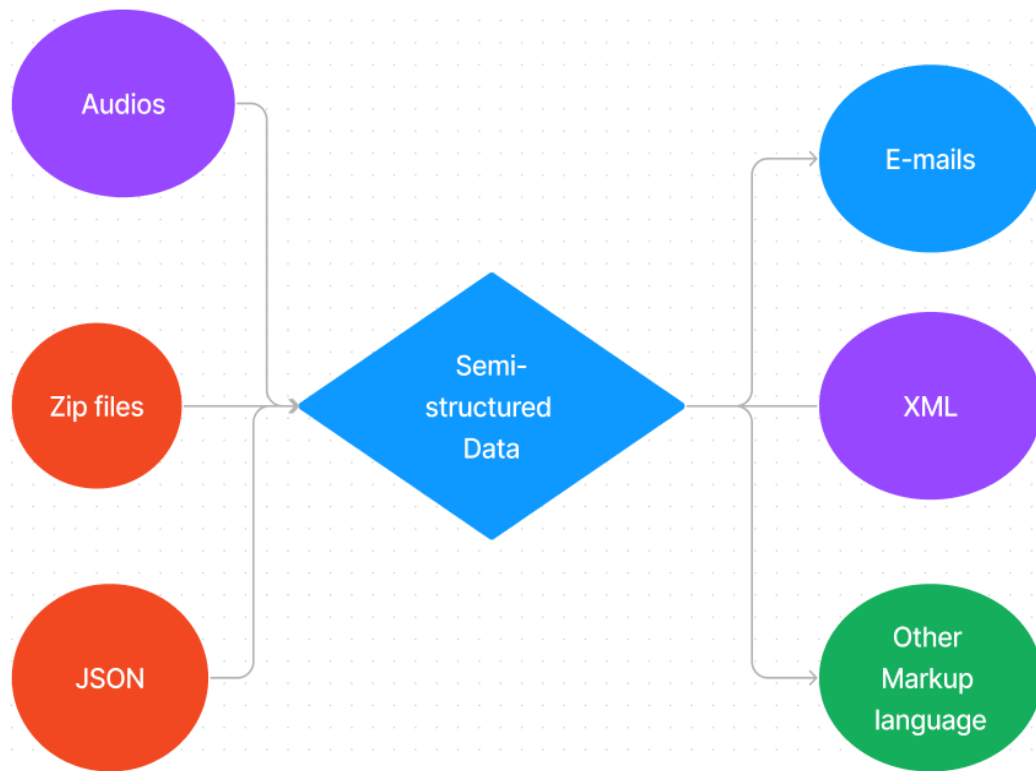 Audios
E-mails
Zip files
Semi-
structured
Data
XML
JSON
Other
Markup
language